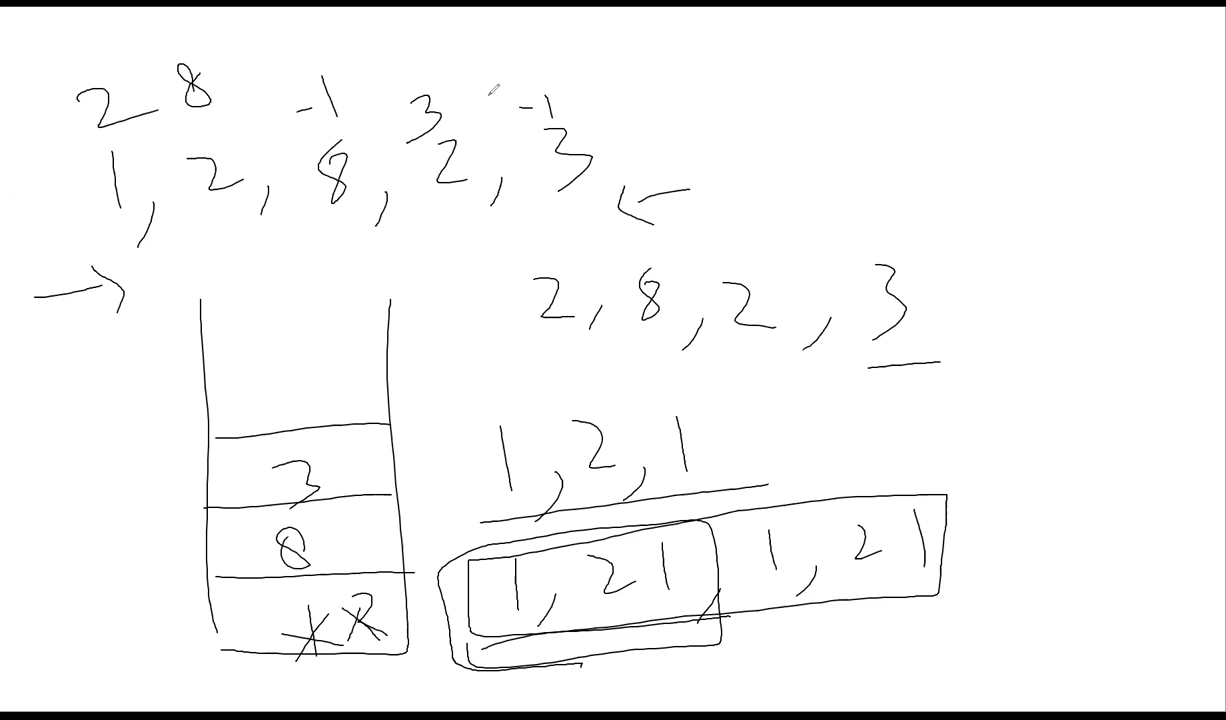 2 8 -1 3 -1
1, 2, 8, 2, 3
2, 8, 2, 3
1, 2, 1
3
8
1, 2 1, 1, 2 1